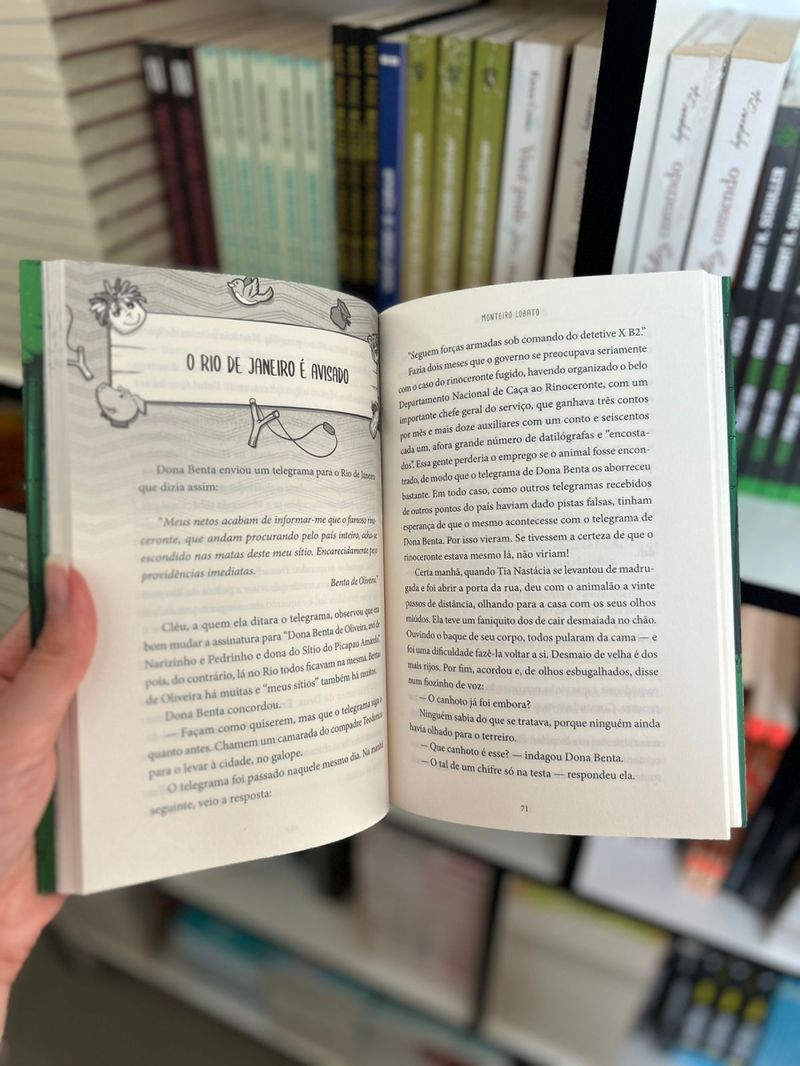 O RIO DE JANEIRO É AVISADO
Dona Benta enviou um telegrama para o Rio de Janeiro
que dizia assim:
"Meus netos acabam de informar-me que o famoso rino-
ceronte, que andam procurando pelo país inteiro, acha-se
escondido nas matas deste meu sítio. Encarecidamente peço
providências imediatas.
Benta de Oliveira."
Cléu, a quem ela ditara o telegrama, observou que era
bom mudar a assinatura para "Dona Benta de Oliveira, avó de
Narizinho e Pedrinho e dona do Sítio do Picapau Amarelo",
pois, do contrário, lá no Rio todos ficavam na mesma. Bentas
de Oliveira há muitas e "meus sítios" também há muitos.
Dona Benta concordou.
— Façam como quiserem, mas que o telegrama siga o
quanto antes. Chamem um camarada do compadre Teodorico
para o levar à cidade, no galope.
O telegrama foi passado naquele mesmo dia. Na manhã
seguinte, veio a resposta:
MONTEIRO LOBATO
"Seguem forças armadas sob comando do detetive X B2."
Fazia dois meses que o governo se preocupava seriamente
com o caso do rinoceronte fugido, havendo organizado o belo
Departamento Nacional de Caça ao Rinoceronte, com um
importante chefe geral do serviço, que ganhava três contos
por mês e mais doze auxiliares com um conto e seiscentos
cada um, afora grande número de datilógrafas e "encosta-
dos". Essa gente perderia o emprego se o animal fosse encon-
trado, de modo que o telegrama de Dona Benta os aborreceu
bastante. Em todo caso, como outros telegramas recebidos
de outros pontos do país haviam dado pistas falsas, tinham
esperança de que o mesmo acontecesse com o telegrama de
Dona Benta. Por isso vieram. Se tivessem a certeza de que o
rinoceronte estava mesmo lá, não viriam!
Certa manhã, quando Tia Nastácia se levantou de madru-
gada e foi abrir a porta da rua, deu com o animalão a vinte
passos de distância, olhando para a casa com os seus olhos
miúdos. Ela teve um faniquito dos de cair desmaiada no chão.
Ouvindo o baque de seu corpo, todos pularam da cama — e
foi uma dificuldade fazê-la voltar a si. Desmaio de velha é dos
mais rijos. Por fim, acordou e, de olhos esbugalhados, disse
num fiozinho de voz:
— O canhoto já foi embora?
Ninguém sabia do que se tratava, porque ninguém ainda
havia olhado para o terreiro.
— Que canhoto é esse? — indagou Dona Benta.
— O tal de um chifre só na testa — respondeu ela.
71